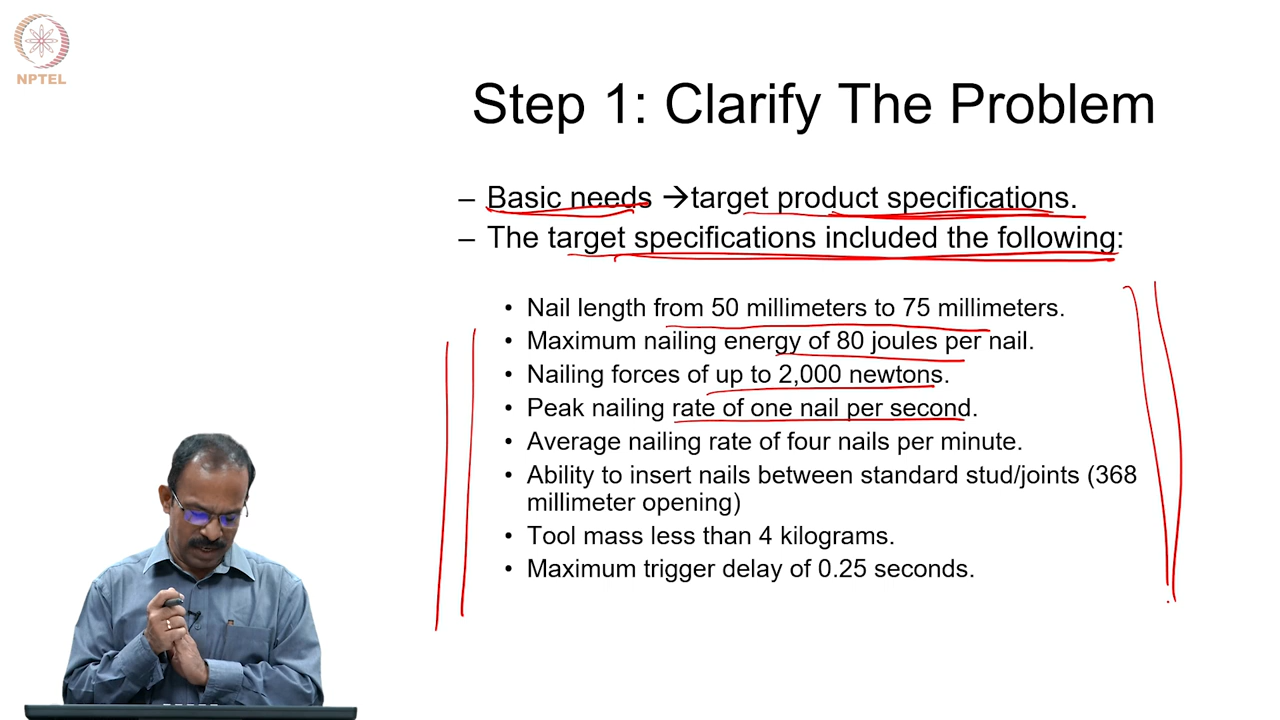 NPTEL
Step 1: Clarify The Problem
– Basic needs →target product specifications.
– The target specifications included the following:
• Nail length from 50 millimeters to 75 millimeters.
• Maximum nailing energy of 80 joules per nail.
• Nailing forces of up to 2,000 newtons.
• Peak nailing rate of one nail per second.
• Average nailing rate of four nails per minute.
• Ability to insert nails between standard stud/joints (368
millimeter opening)
• Tool mass less than 4 kilograms.
• Maximum trigger delay of 0.25 seconds.